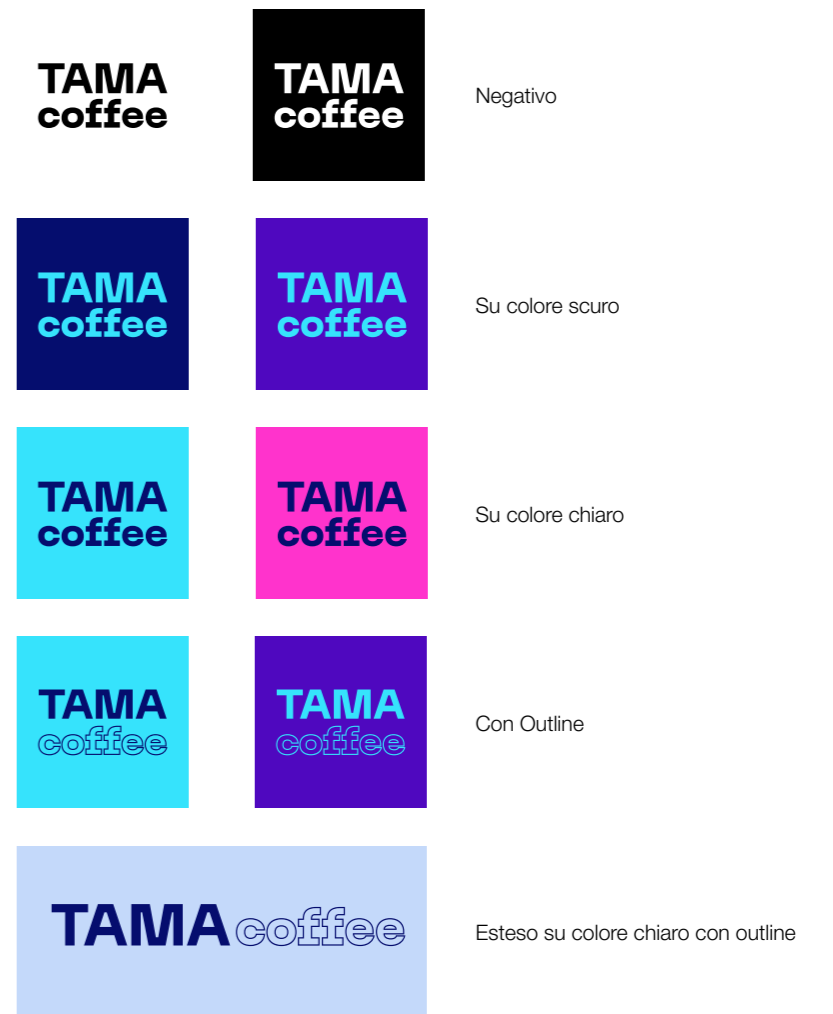 TAMA
coffee
TAMA
coffee
Negativo
TAMA
coffee
TAMA
coffee
Su colore scuro
TAMA
coffee
TAMA
coffee
Su colore chiaro
TAMA
coffee
TAMA
coffee
Con Outline
TAMA coffee
Esteso su colore chiaro con outline